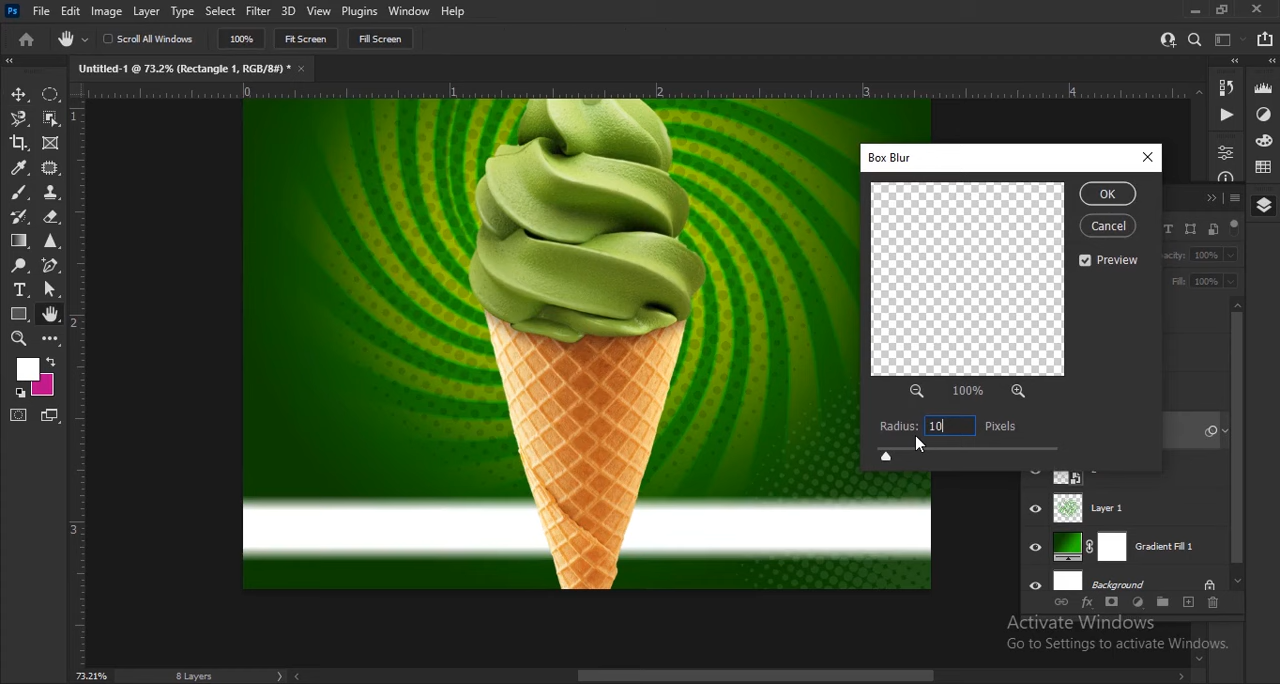 Ps File Edit Image Layer Type Select Filter 3D View Plugins Window Help
Scroll All Windows 100% Fit Screen Fill Screen
Untitled-1 @ 73.2% (Rectangle 1, RGB/8#) * ×
0 1 2 3 4
1
2
3
Box Blur
OK
Cancel
Preview
100%
Radius: 10 Pixels
acity: 100%
Fill: 100%
Layer 1
Gradient Fill 1
Background
fx
Activate Windows
Go to Settings to activate Windows.
73.21% 8 Layers